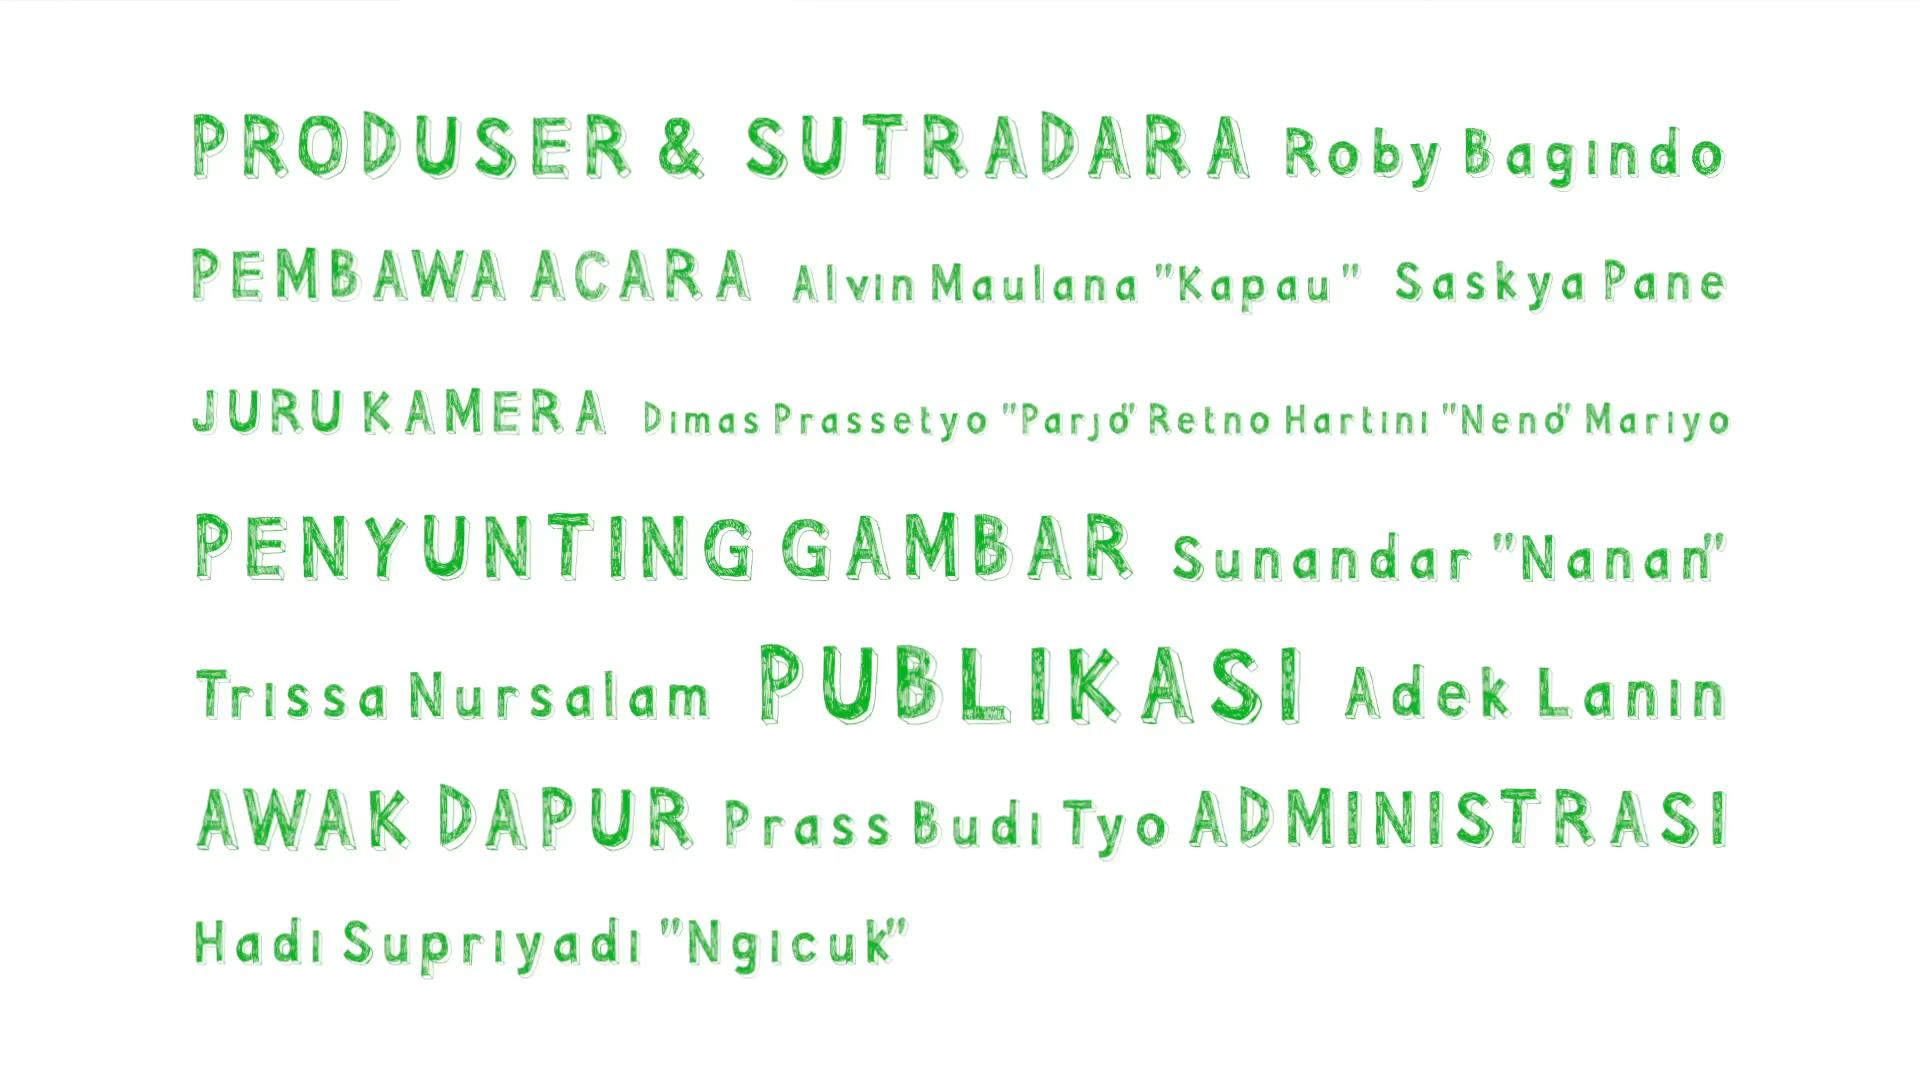 PRODUSER & SUTRADARA Roby Bagindo
PEMBAWA ACARA Alvin Maulana "Kapau" Saskya Pane
JURU KAMERA Dimas Prassetyo "Parjo" Retno Hartini "Neno" Mariyo
PENYUNTING GAMBAR Sunandar "Nanan"
Trissa Nursalam PUBLIKASI Adek Lanin
AWAK DAPUR Prass Budi Tyo ADMINISTRASI
Hadi Supriyadi "Ngicuk"